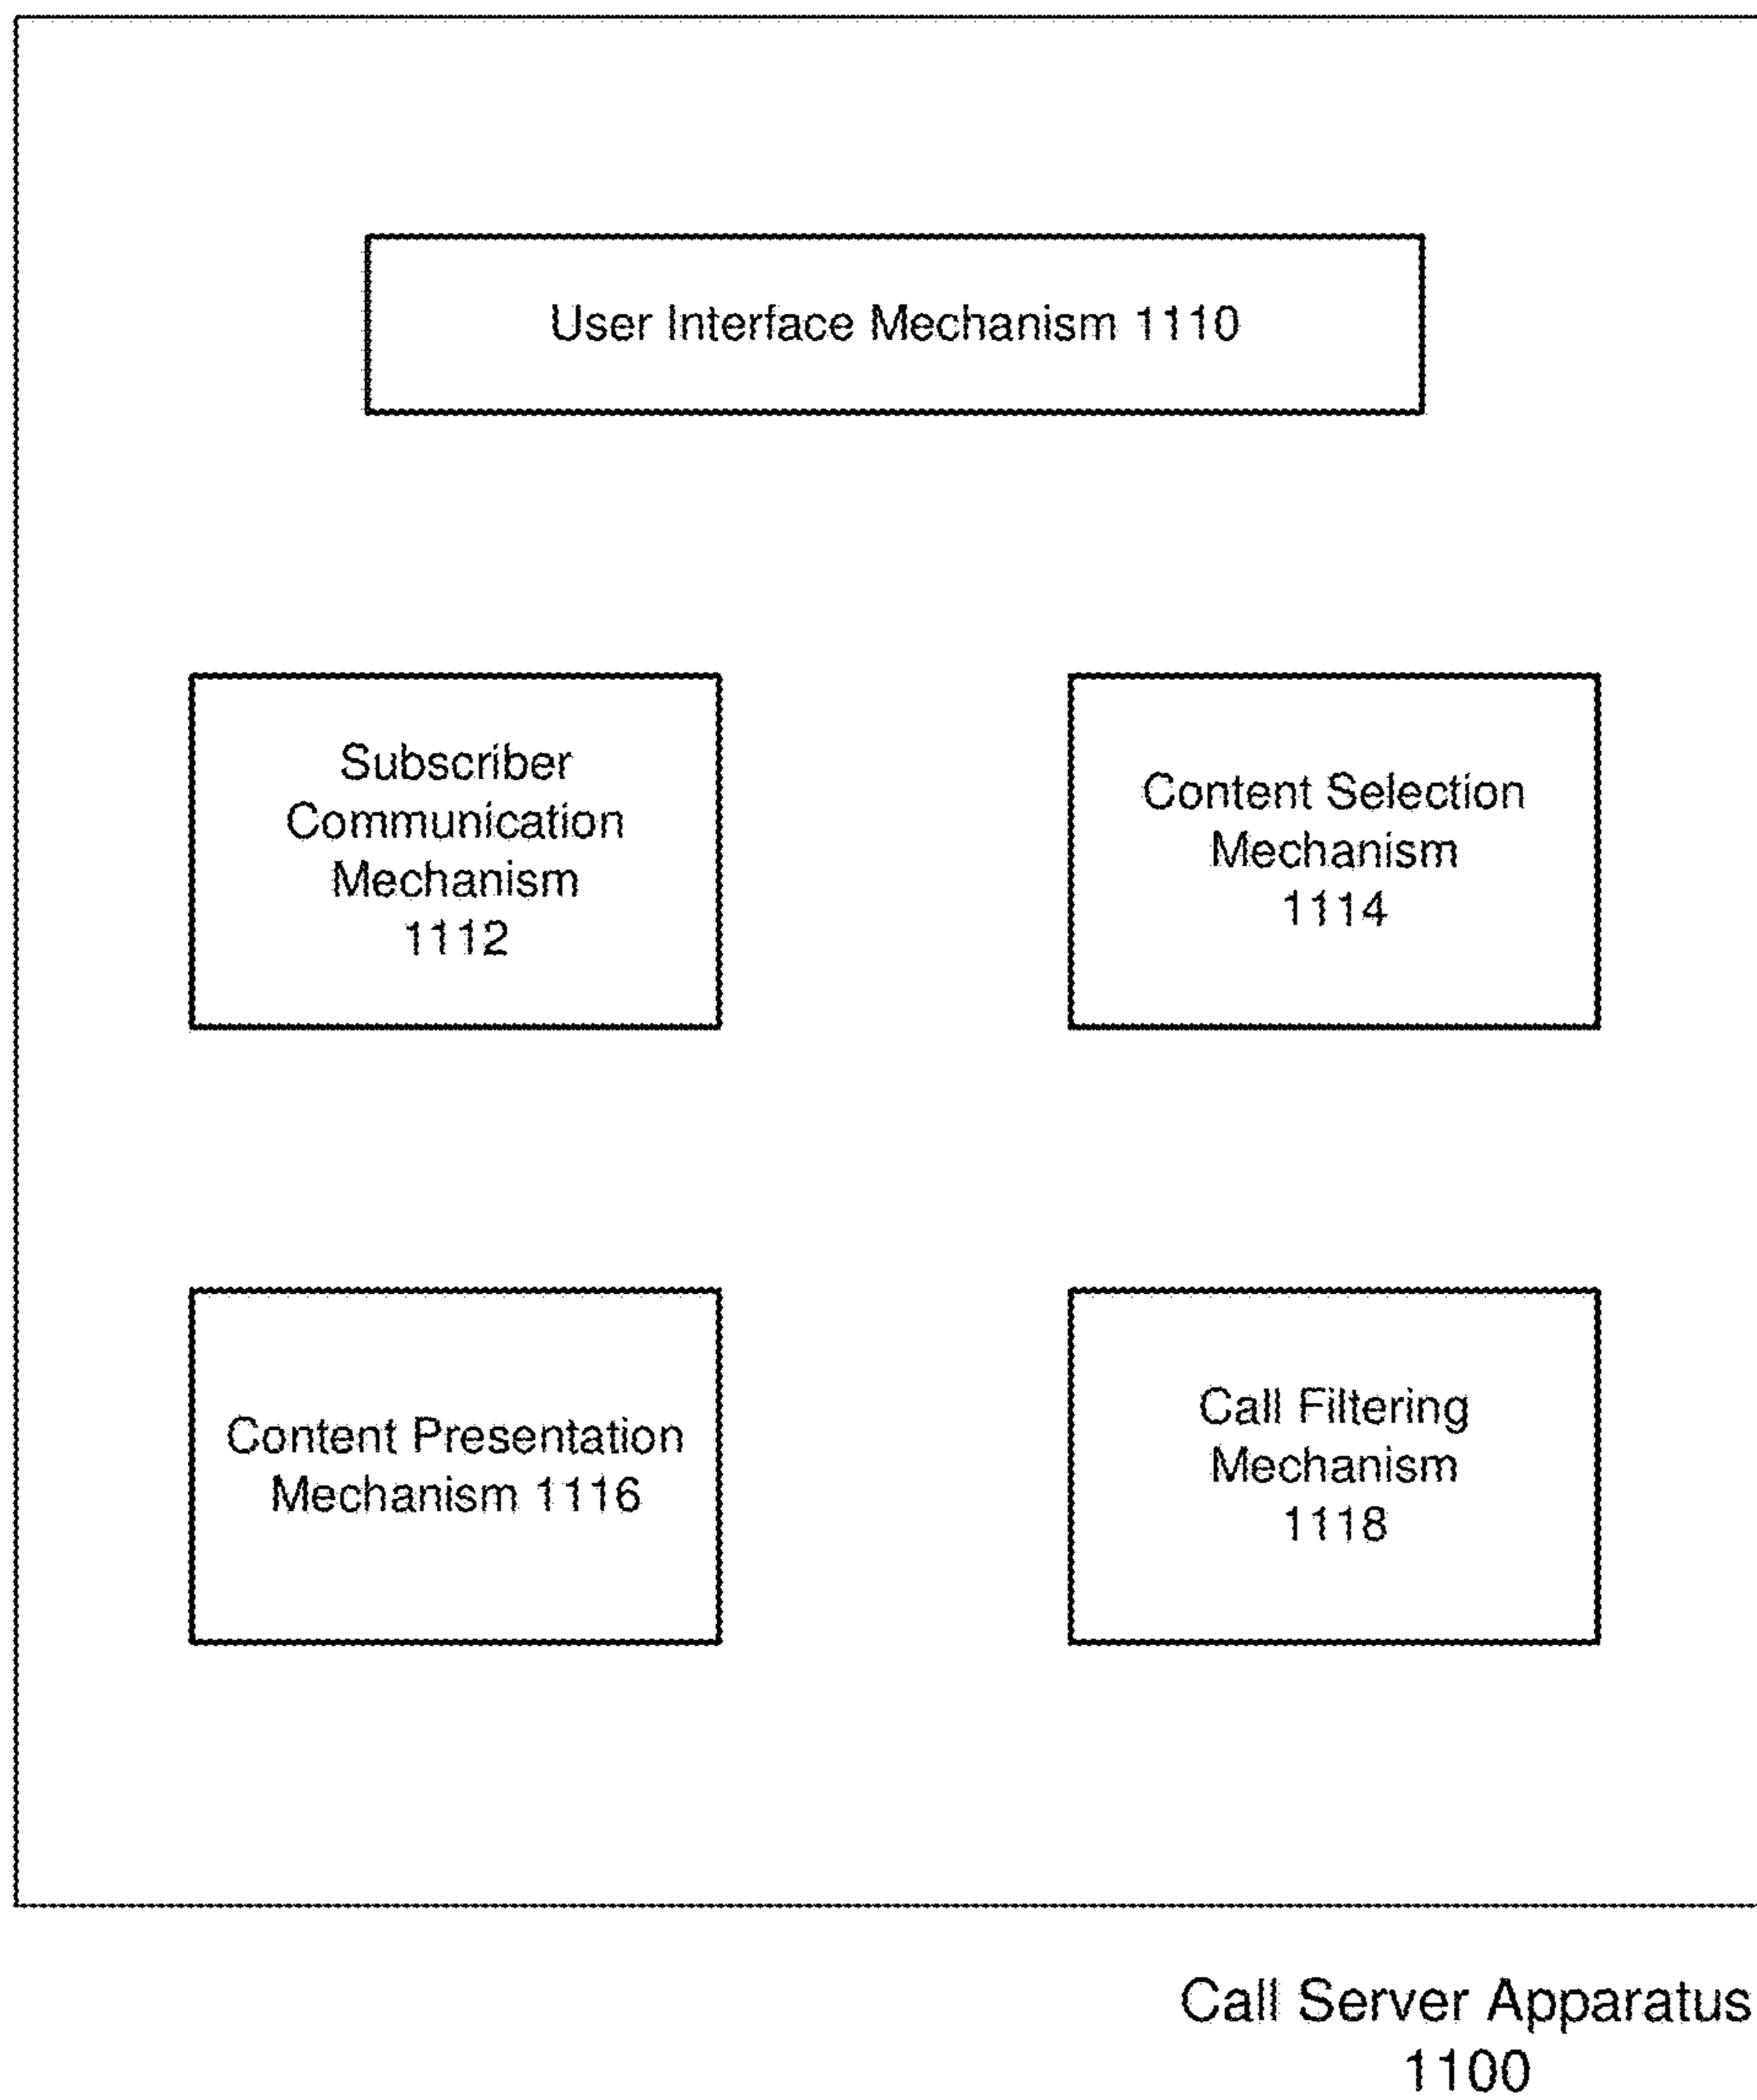 User Interface Mechanism 1110
Subscriber
Communication
Mechanism
1112
Content Selection
Mechanism
1114
Content Presentation
Mechanism 1116
Call Filtering
Mechanism
1118
Call Server Apparatus
1100